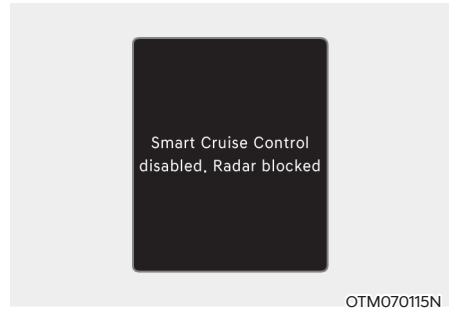 Smart Cruise Control
disabled. Radar blocked
OTM070115N